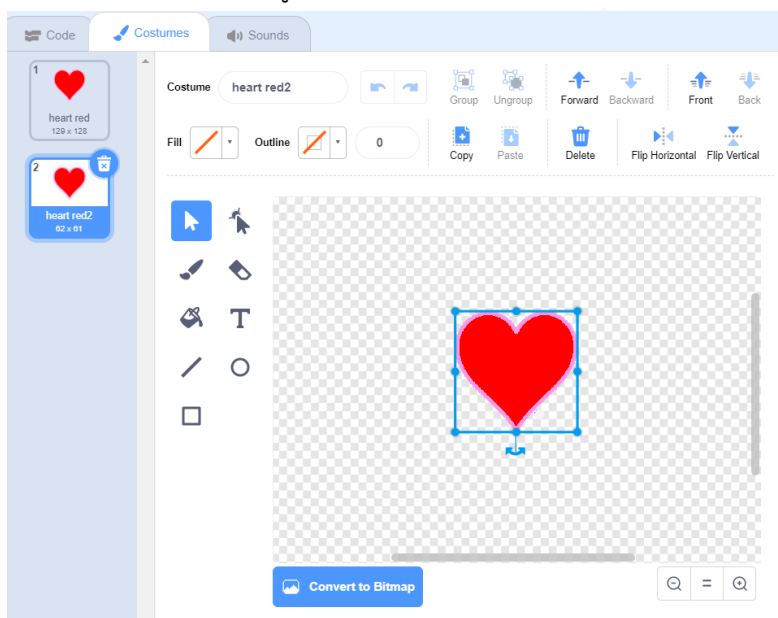 Code
Costumes
Sounds
1
heart red
129 x 128
2
heart red2
62 x 61
Costume
heart red2
Group
Ungroup
Forward
Backward
Front
Back
Fill
Outline
0
Copy
Paste
Delete
Flip Horizontal
Flip Vertical
T
Convert to Bitmap
=